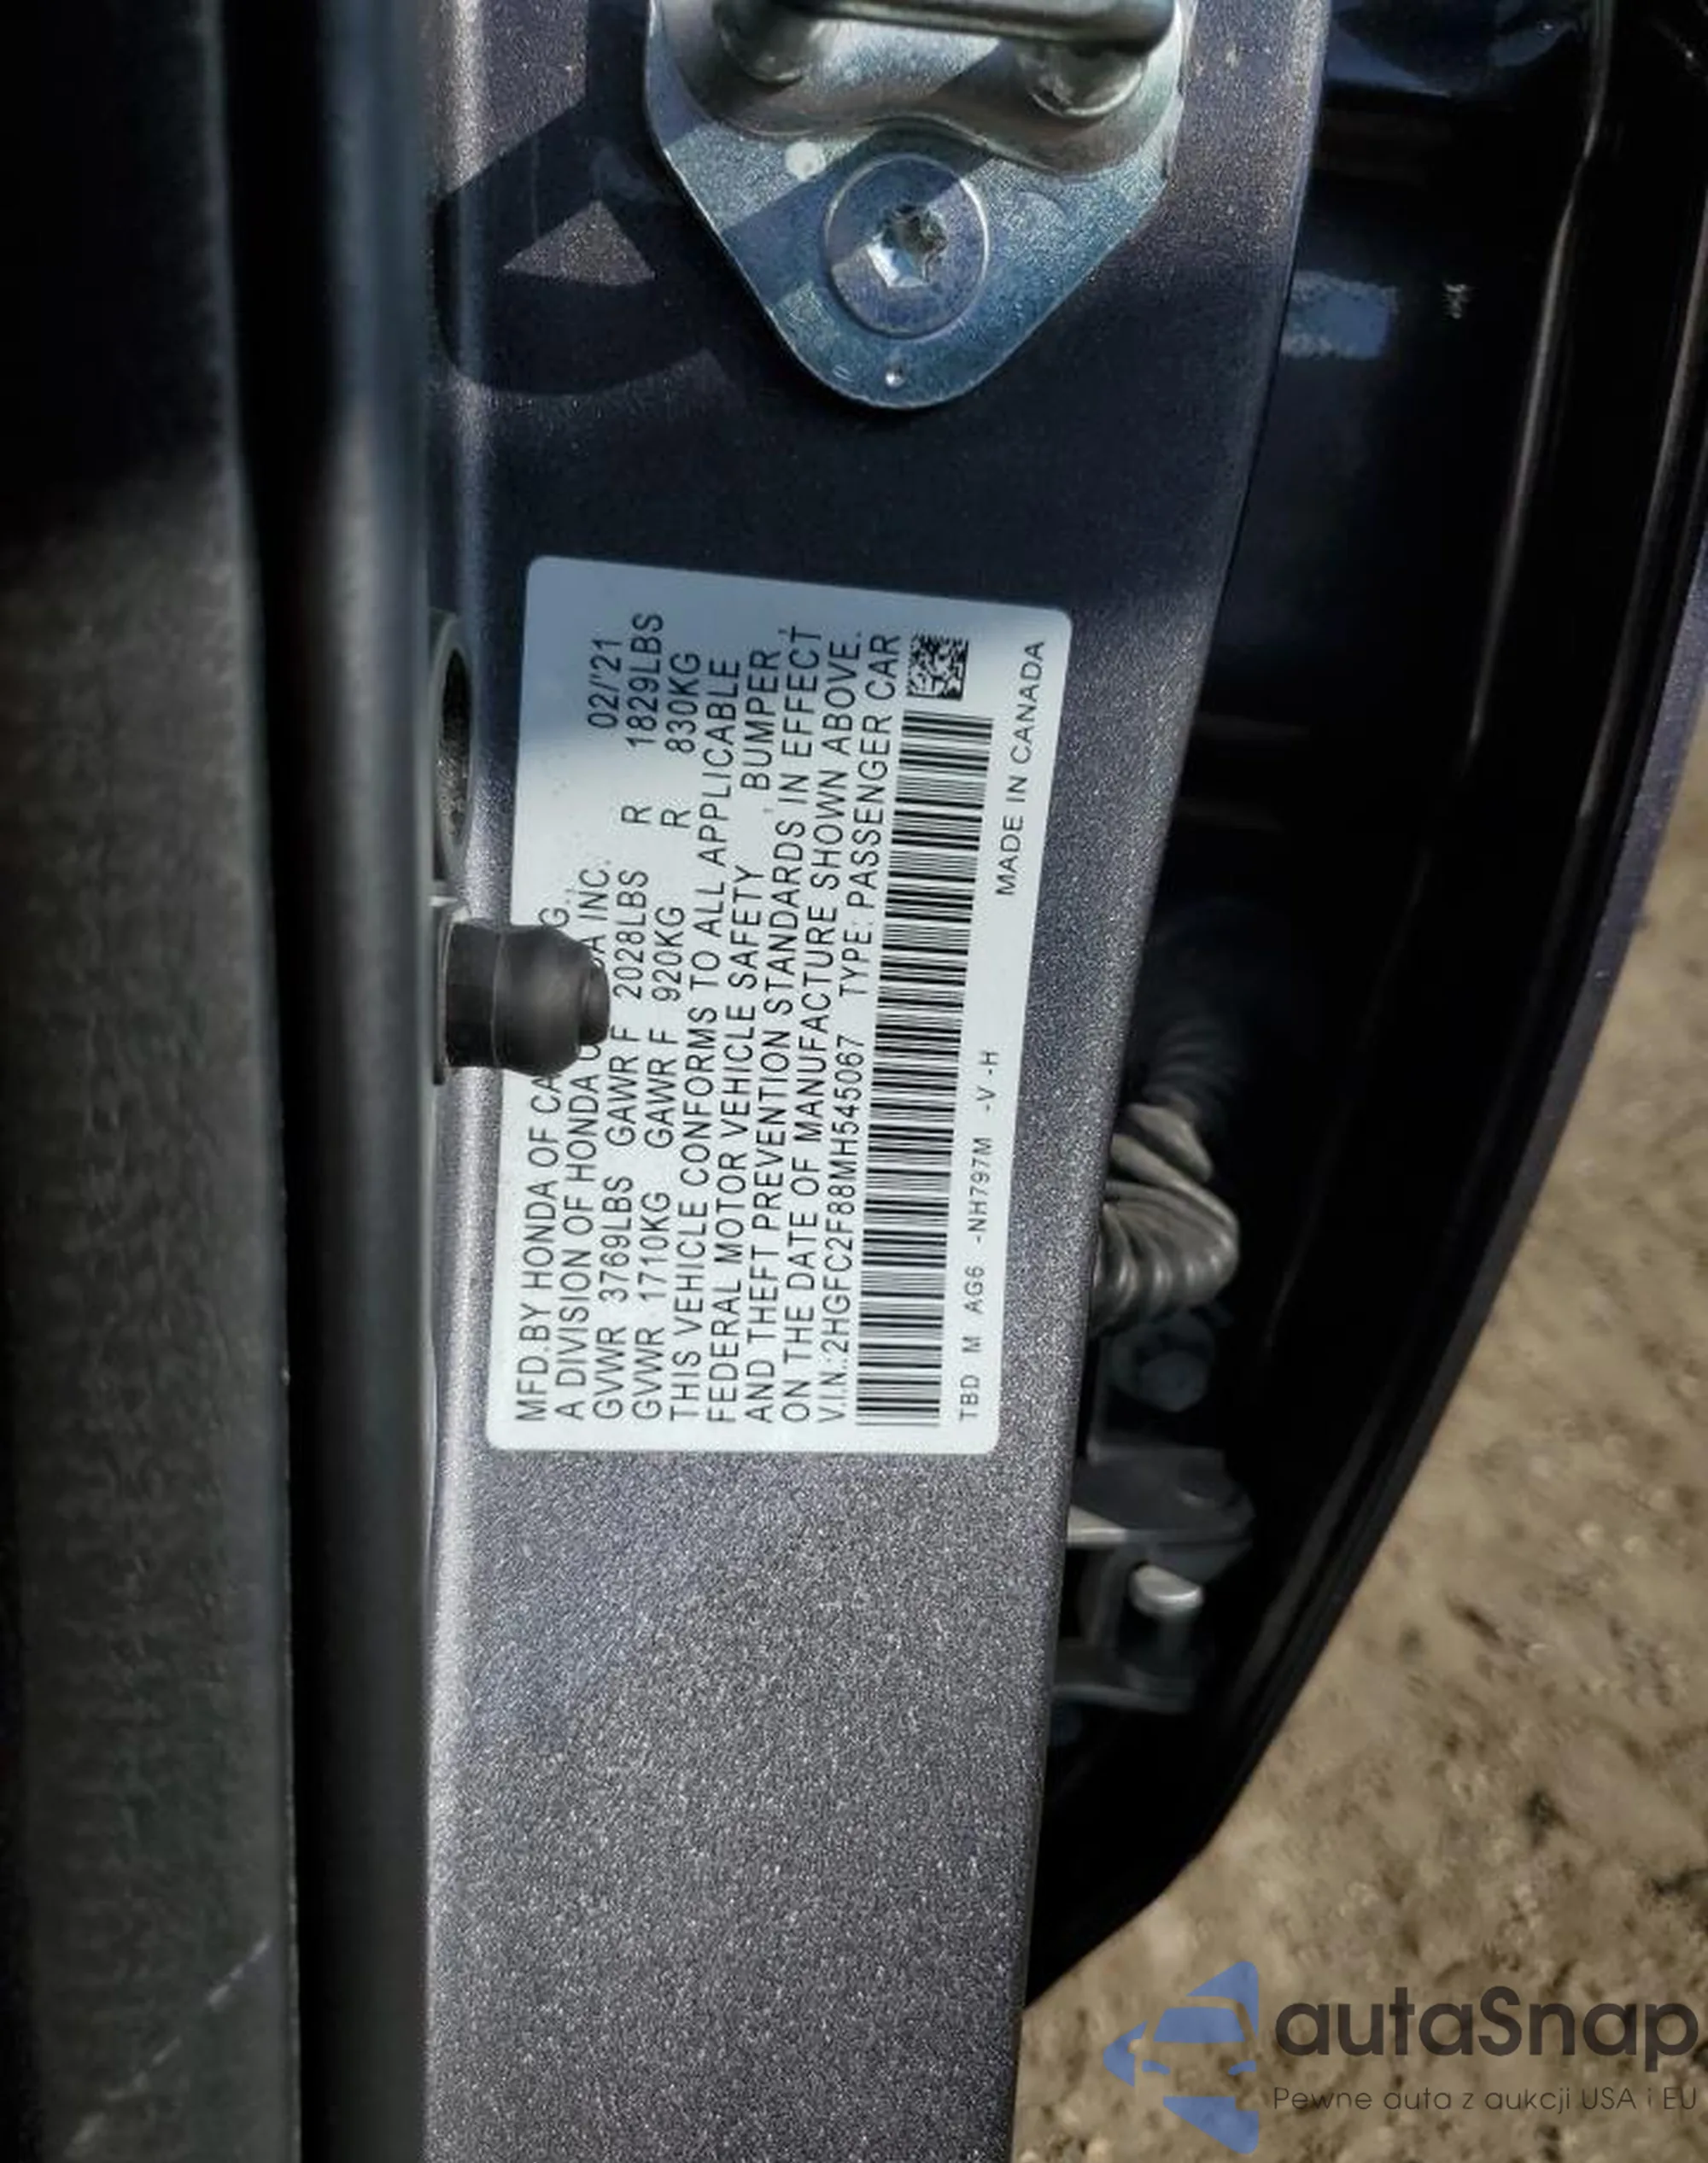 MFD.BY HONDA OF
A DIVISION OF HONDA INC.
02/'21
GVWR 3769LBS GAWR F 2028LBS R 1829LBS
GVWR 1710KG GAWR F 920KG R 830KG
THIS VEHICLE CONFORMS TO ALL APPLICABLE
FEDERAL MOTOR VEHICLE SAFETY, BUMPER,
AND THEFT PREVENTION STANDARDS IN EFFECT
ON THE DATE OF MANUFACTURE SHOWN ABOVE.
V.I.N.:2HGFC2F88MH545067 TYPE:PASSENGER CAR
TBD M AG6 -NH797M -V -H MADE IN CANADA
autaSnap
Pewne auta z aukcji USA i EU